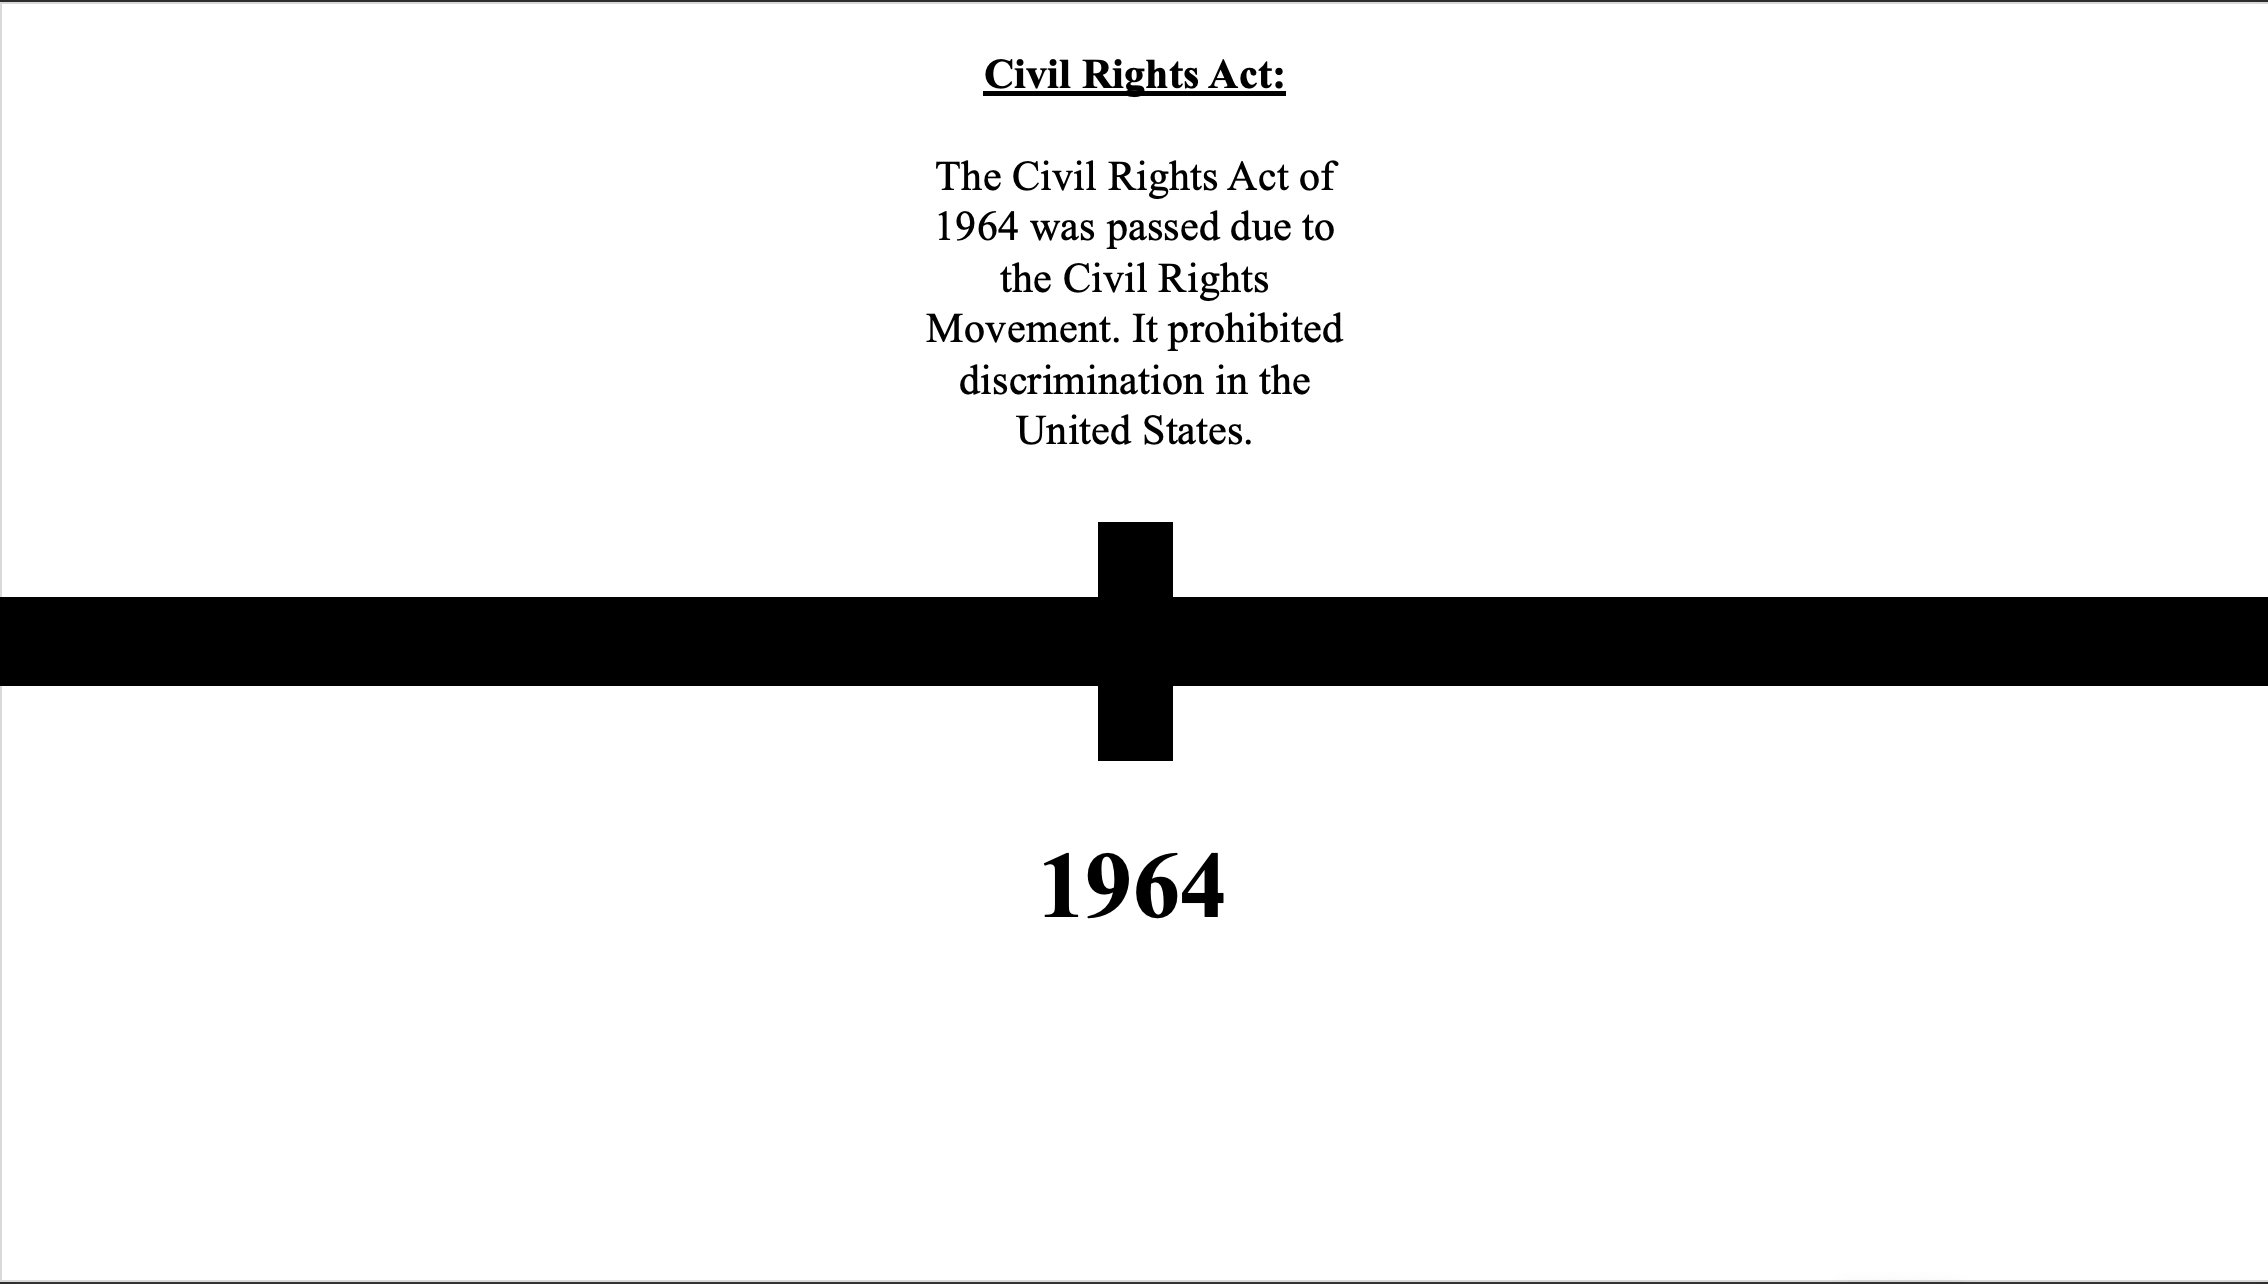 Civil Rights Act:
The Civil Rights Act of
1964 was passed due to
the Civil Rights
Movement. It prohibited
discrimination in the
United States.
1964